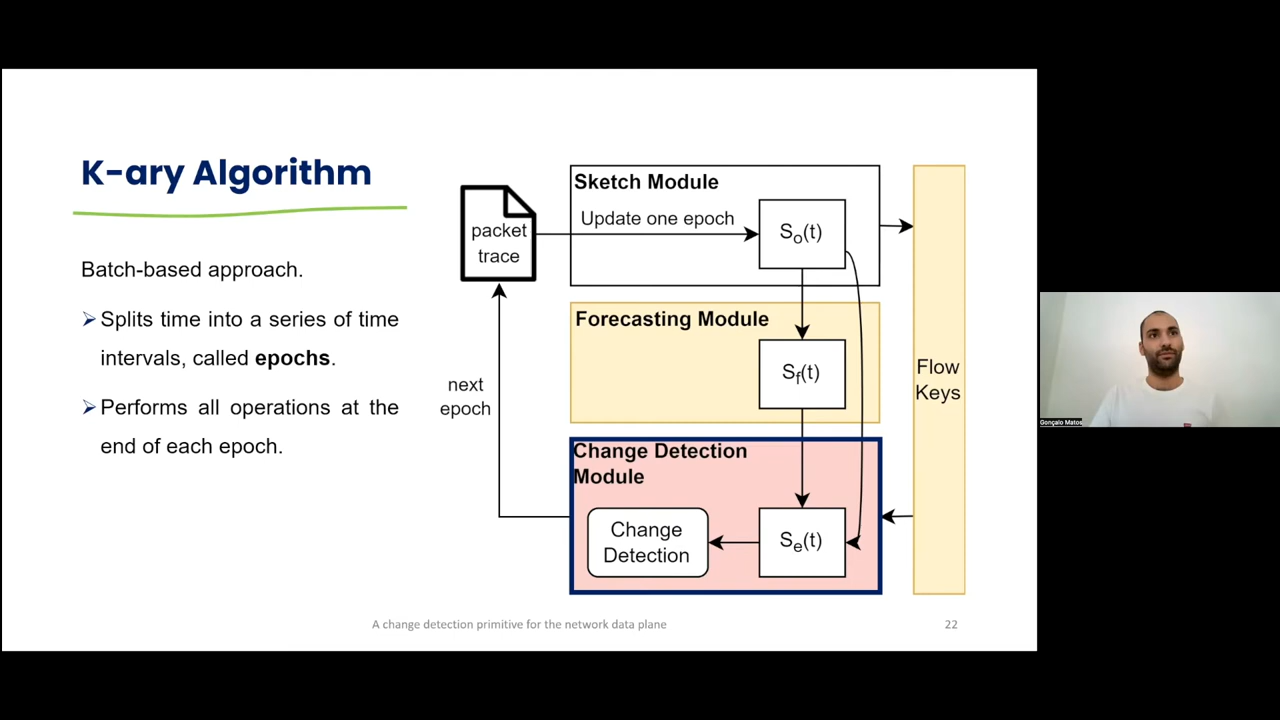 K-ary Algorithm
Batch-based approach.
Splits time into a series of time
intervals, called epochs.
Performs all operations at the
end of each epoch.
packet
trace
next
epoch
Sketch Module
Update one epoch
So(t)
Forecasting Module
Sf(t)
Change Detection
Module
Change
Detection
Se(t)
Flow
Keys
A change detection primitive for the network data plane
22
Gonçalo Matos